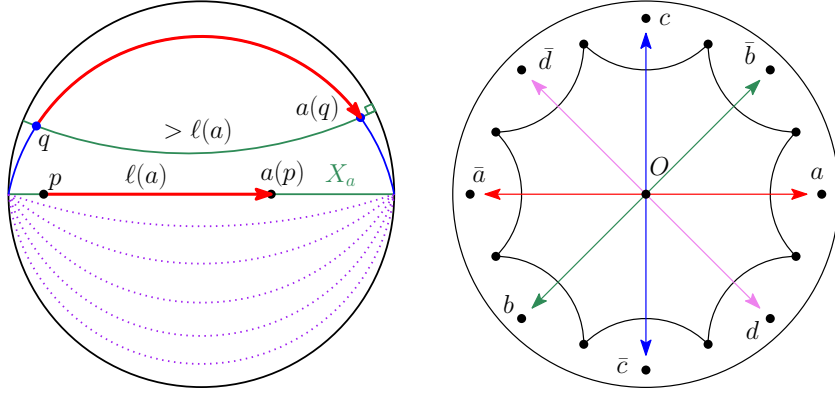 q
> ℓ(a)
a(q)
p
ℓ(a)
a(p)
X_a
c
d̄
b̄
ā
O
a
b
c̄
d